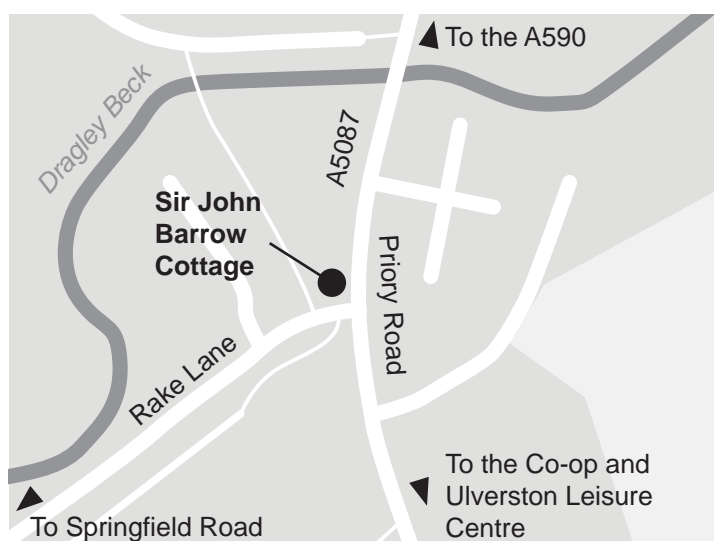 To the A590
Dragley Beck
A5087
Sir John
Barrow
Cottage
Priory Road
Rake Lane
To the Co-op and
Ulverston Leisure
Centre
To Springfield Road